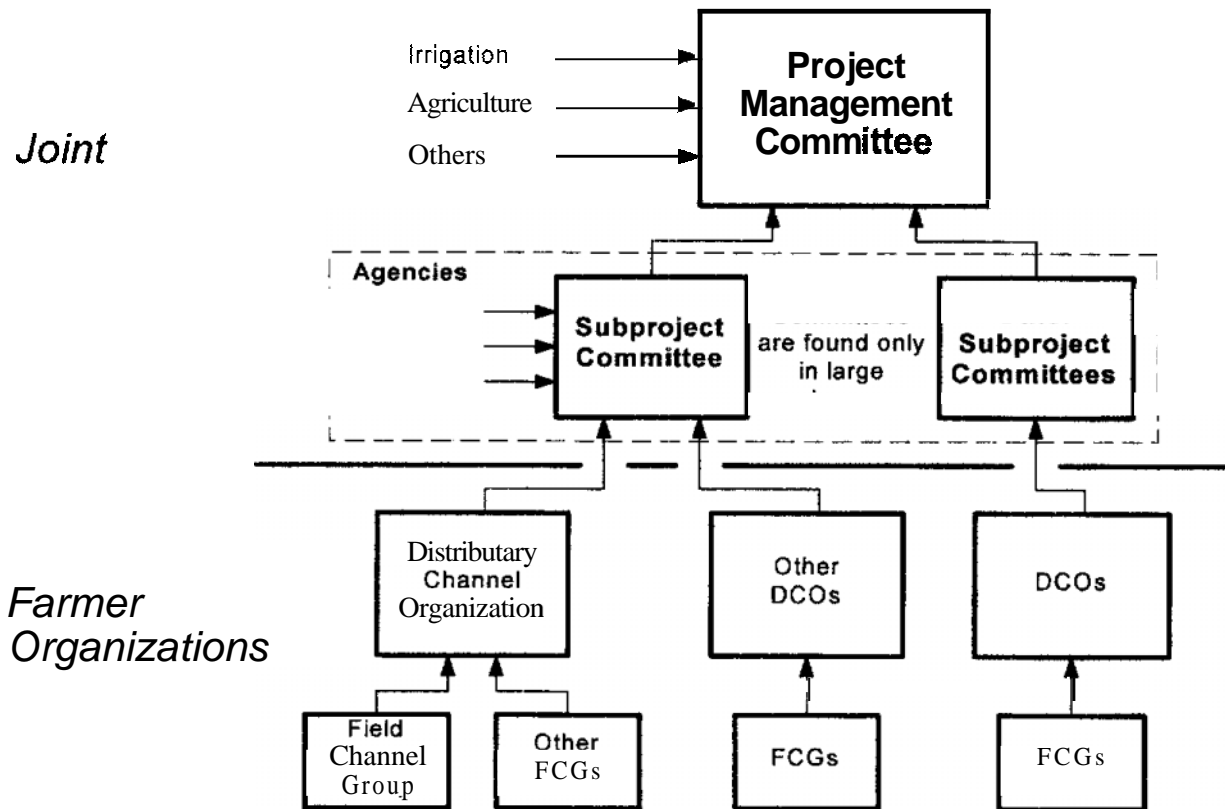 Irrigation
Agriculture
Others
Project
Management
Committee
Joint
Agencies
Subproject
Committee
are found only
in large
Subproject
Committees
Distributary
Channel
Organization
Other
DCOs
DCOs
Farmer
Organizations
Field
Channel
Group
Other
FCGs
FCGs
FCGs